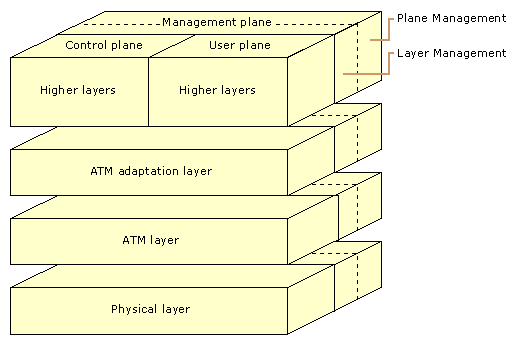 Management plane
Plane Management
Control plane
User plane
Layer Management
Higher layers
Higher layers
ATM adaptation layer
ATM layer
Physical layer